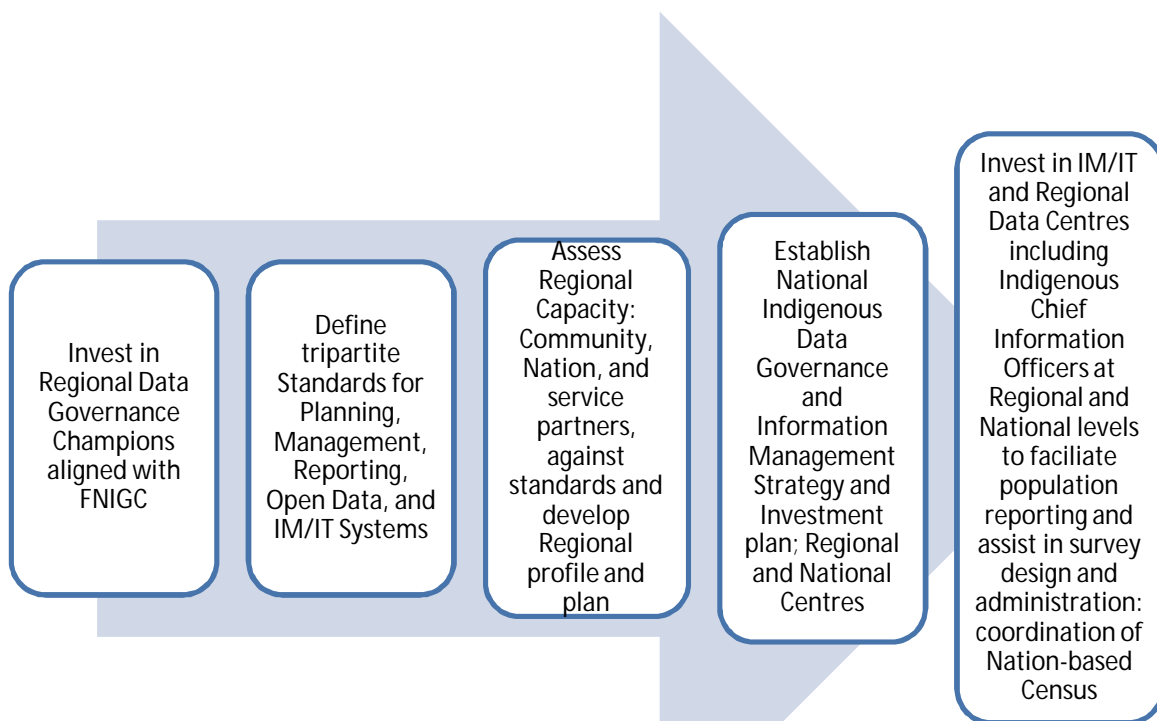 Invest in
Regional Data
Governance
Champions
aligned with
FNIGC
Define
tripartite
Standards for
Planning,
Management,
Reporting,
Open Data, and
IM/IT Systems
Assess
Regional
Capacity:
Community,
Nation, and
service
partners,
against
standards and
develop
Regional
profile and
plan
Establish
National
Indigenous
Data
Governance
and
Information
Management
Strategy and
Investment
plan; Regional
and National
Centres
Invest in IM/IT
and Regional
Data Centres
including
Indigenous
Chief
Information
Officers at
Regional and
National levels
to faciliate
population
reporting and
assist in survey
design and
administration:
coordination of
Nation-based
Census